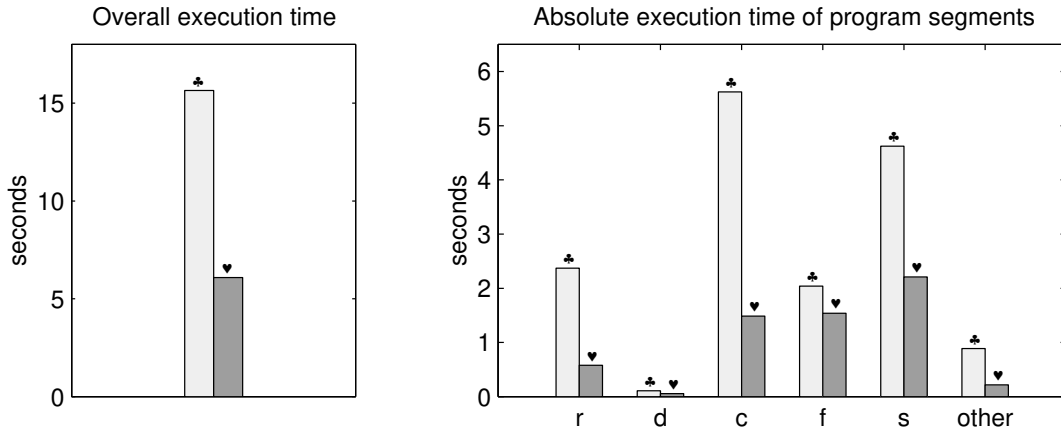 Overall execution time
15
10
5
0
seconds
♣
♥
Absolute execution time of program segments
6
5
4
3
2
1
0
seconds
♣ ♥ ♣ ♥ ♣ ♥ ♣ ♥ ♣ ♥ ♣ ♥
r d c f s other